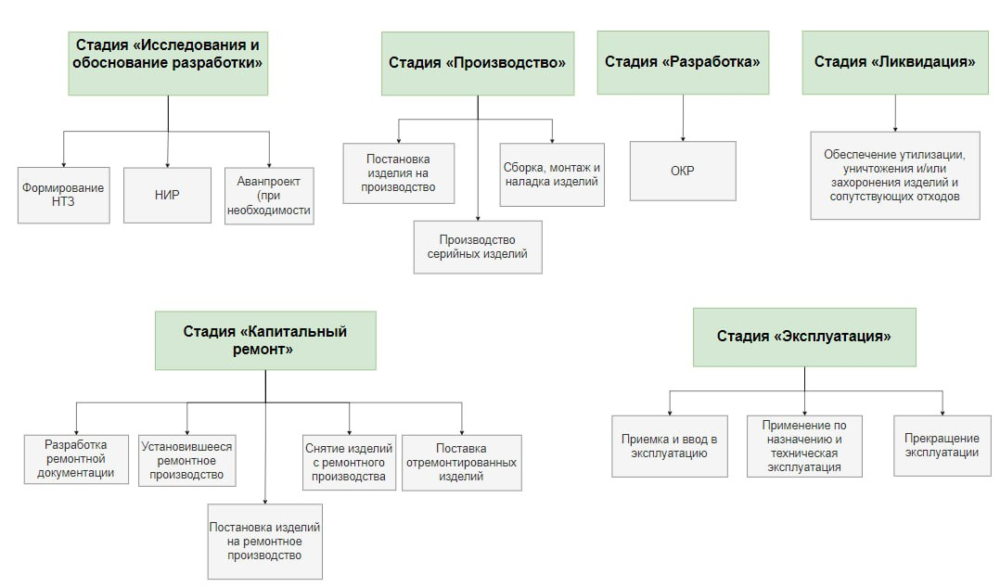 Стадия «Исследования и
обоснование разработки»
Формирование
НТЗ
НИР
Аванпроект
(при
необходимости
Стадия «Производство»
Постановка
изделия на
производство
Сборка, монтаж и
наладка изделий
Производство
серийных изделий
Стадия «Разработка»
ОКР
Стадия «Ликвидация»
Обеспечение утилизации,
уничтожения и/или
захоронения изделий и
сопутствующих отходов
Стадия «Капитальный
ремонт»
Разработка
ремонтной
документации
Установившееся
ремонтное
производство
Постановка изделий
на ремонтное
производство
Снятие изделий
с ремонтного
производства
Поставка
отремонтированных
изделий
Стадия «Эксплуатация»
Приемка и ввод в
эксплуатацию
Применение по
назначению и
техническая
эксплуатация
Прекращение
эксплуатации